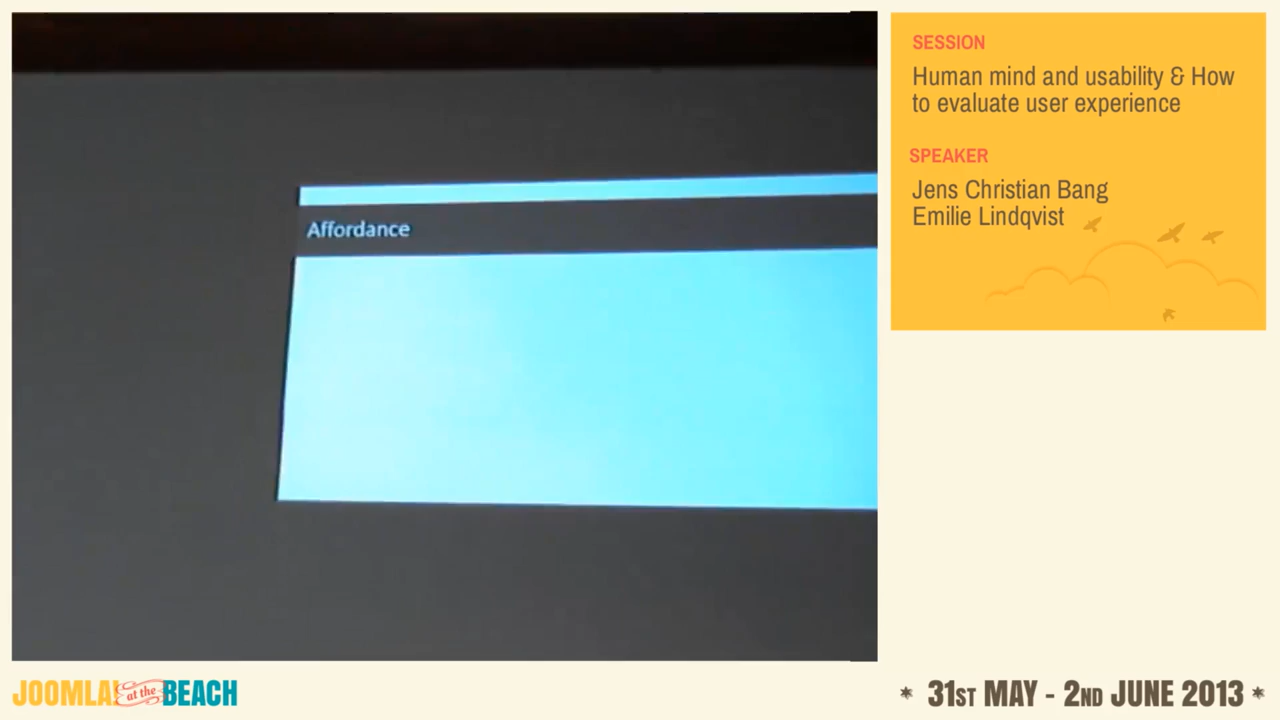 Affordance
SESSION
Human mind and usability & How
to evaluate user experience
SPEAKER
Jens Christian Bang
Emilie Lindqvist
JOOMLA! at the BEACH
* 31ST MAY - 2ND JUNE 2013 *